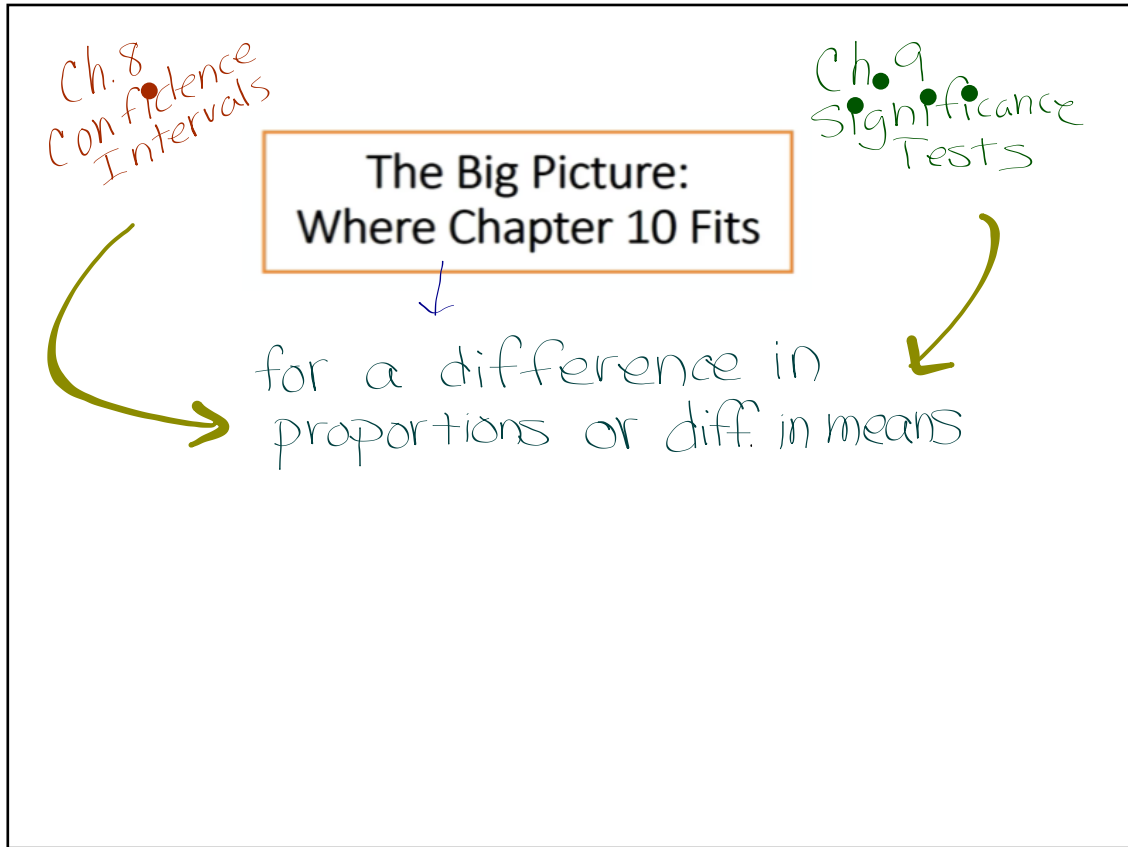 Ch. 8
Confidence
Intervals
Ch. 9
Significance
Tests
The Big Picture:
Where Chapter 10 Fits
for a difference in
proportions or diff. in means